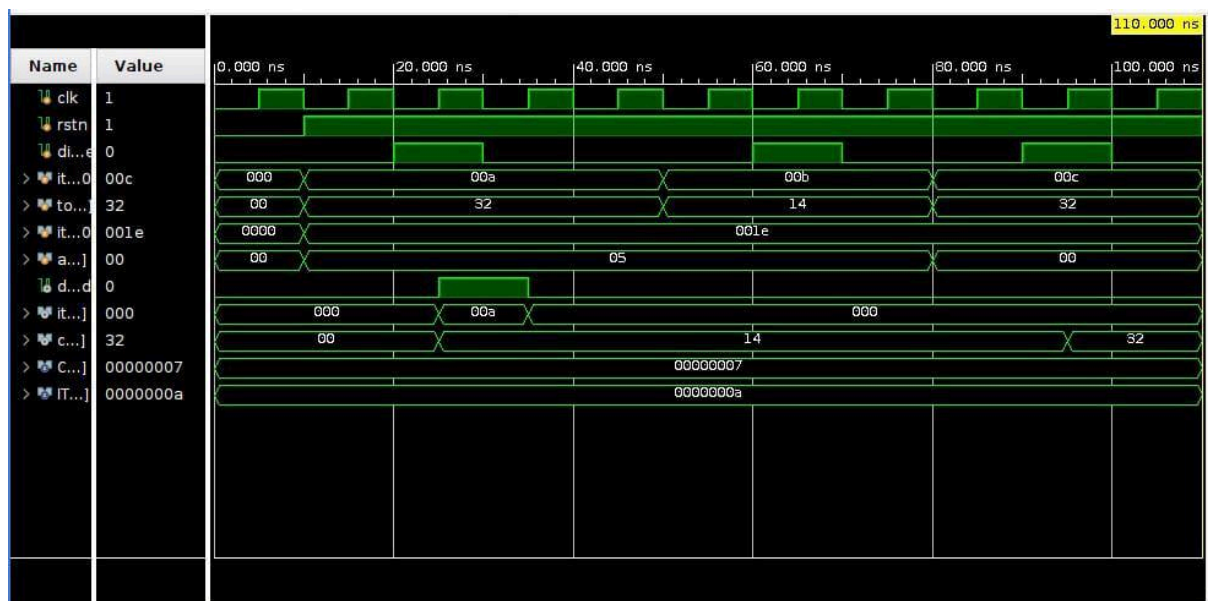 110.000 ns
Name Value 0.000 ns 20.000 ns 40.000 ns 60.000 ns 80.000 ns 100.000 ns
clk 1
rstn 1
di...e 0
> it...0 00c 000 00a 00b 00c
> to...] 32 00 32 14 32
> it...0 001e 0000 001e
> a...] 00 00 05 00
d...d 0
> it...] 000 000 00a 000
> c...] 32 00 14 32
> C...] 00000007 00000007
> IT...] 0000000a 0000000a